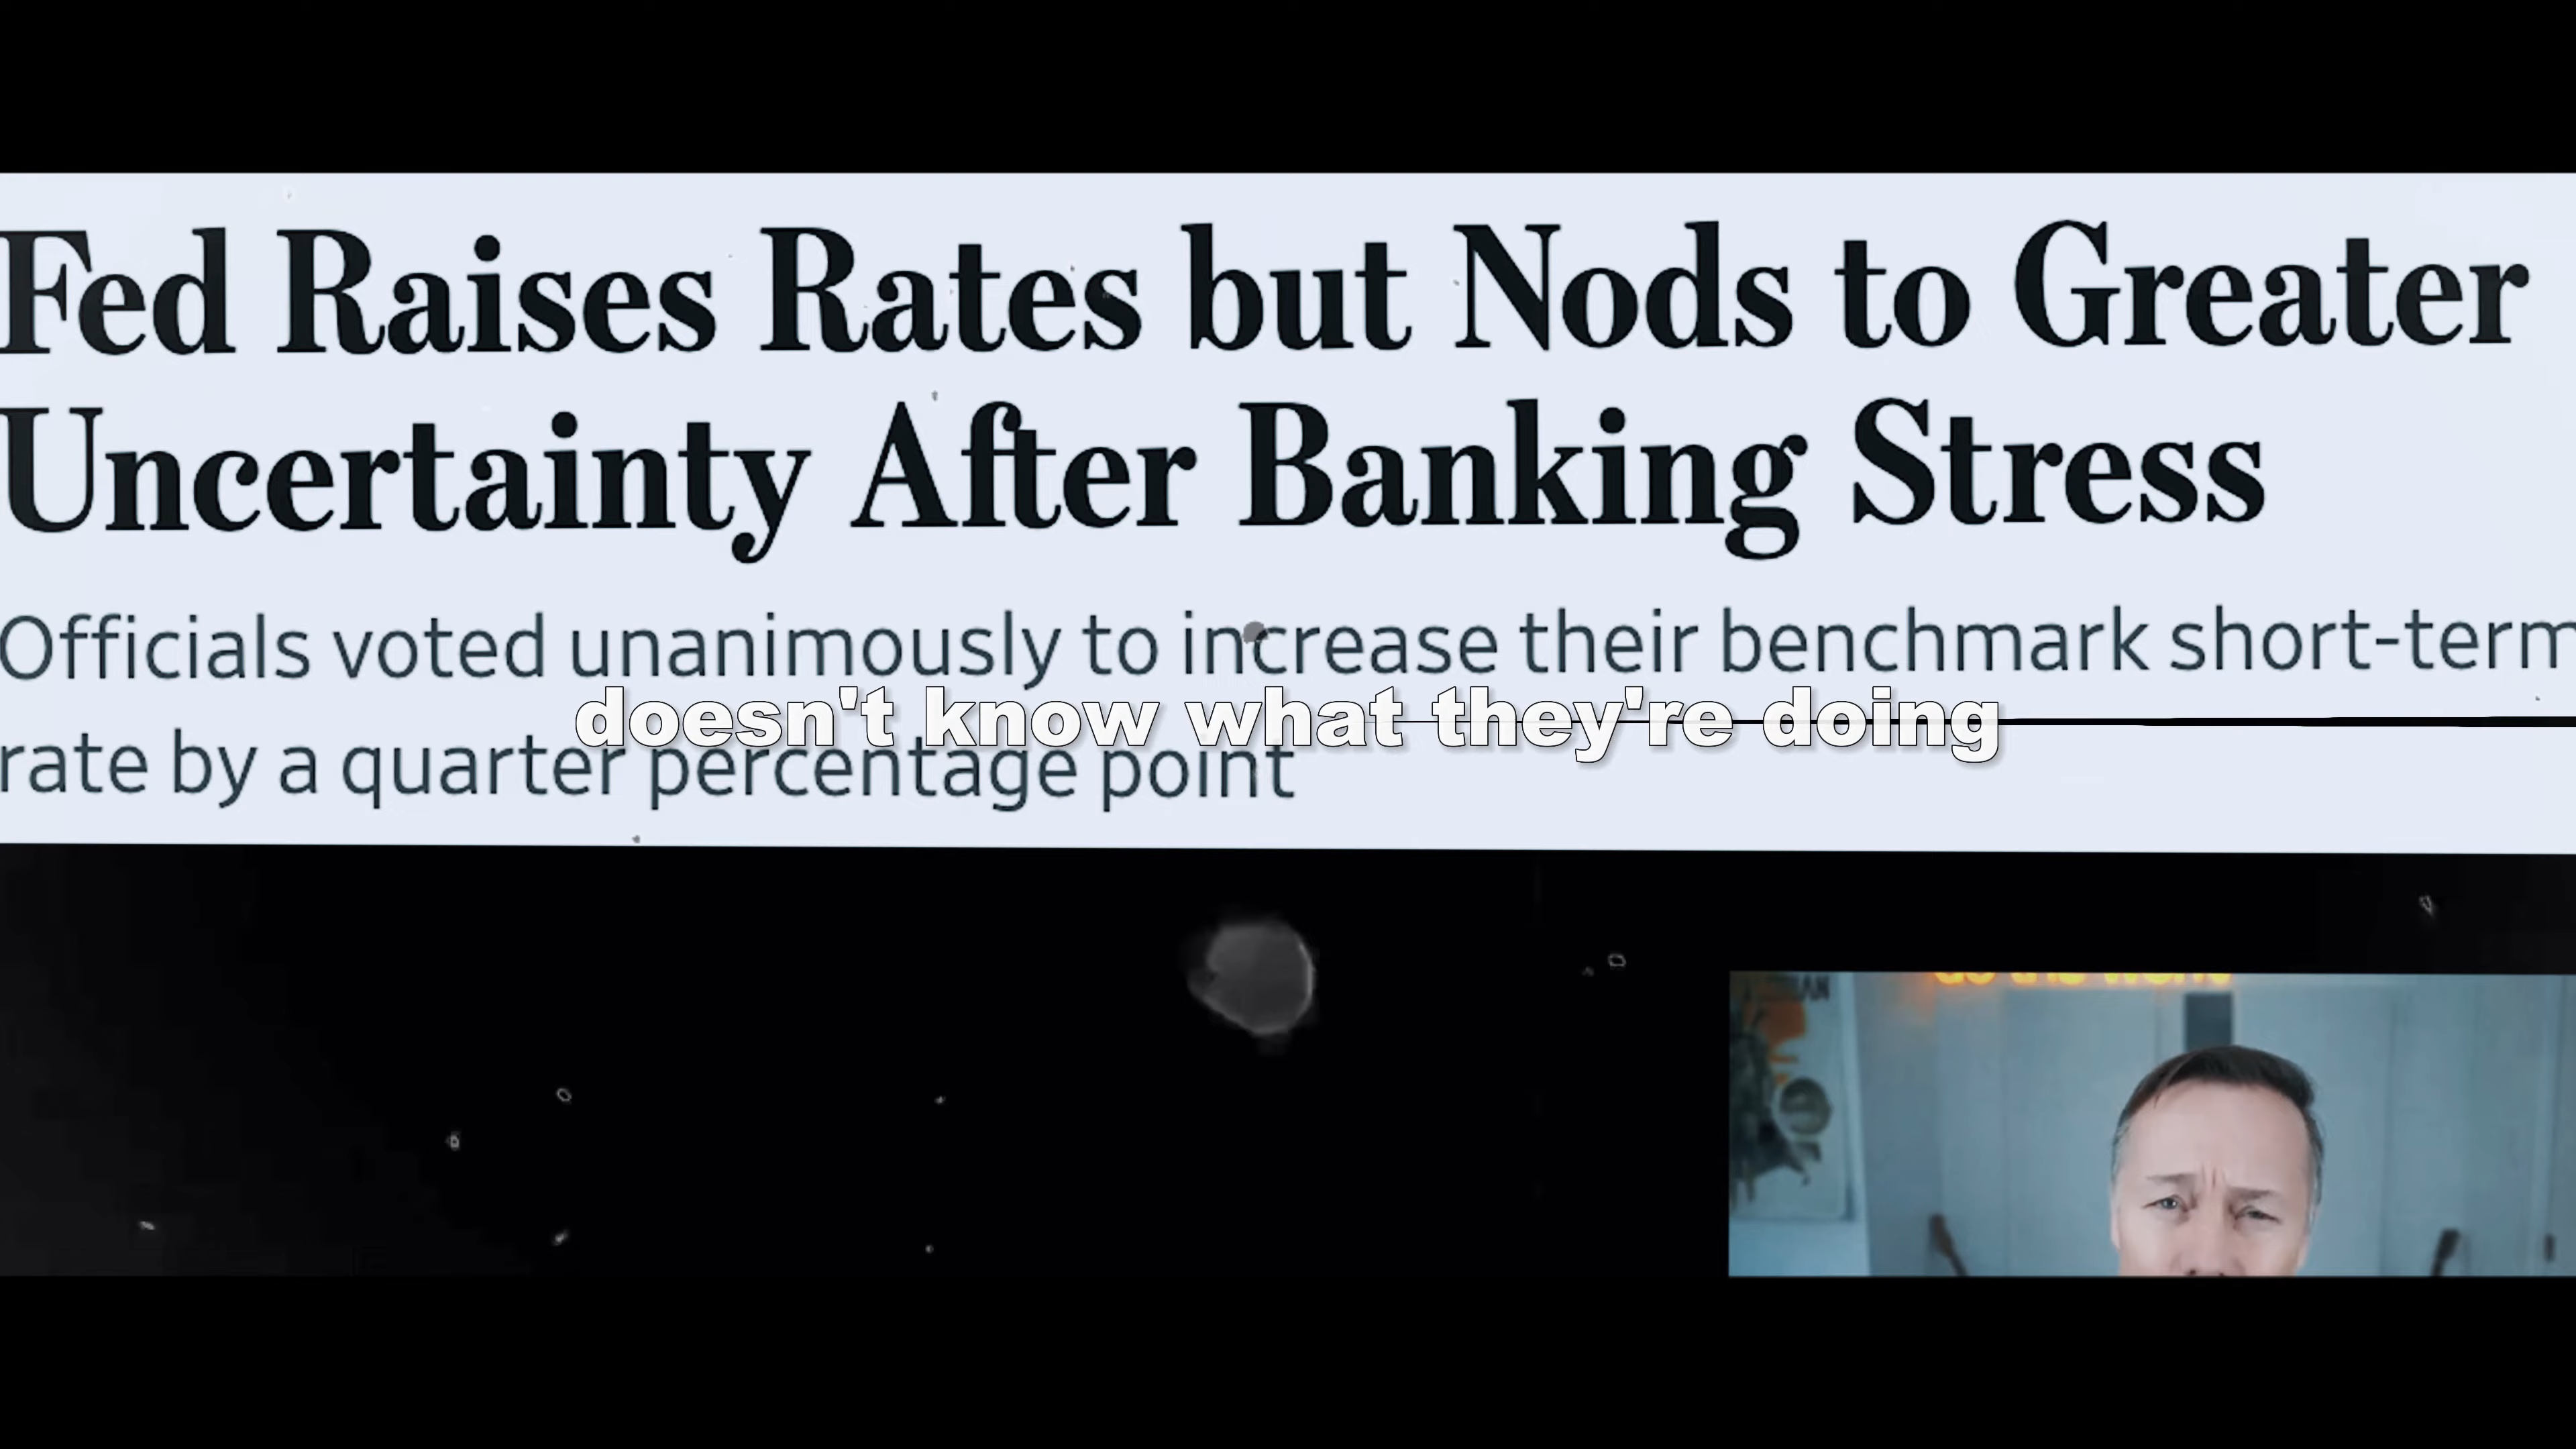 Fed Raises Rates but Nods to Greater
Uncertainty After Banking Stress
Officials voted unanimously to increase their benchmark short-term
doesn't know what they're doing
rate by a quarter percentage point